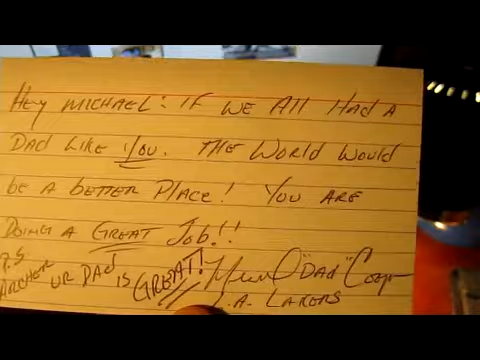 Hey MICHAEL: IF WE All Had A
Dad Like You. THE World Would
be A better Place! You ARE
Doing A GREAT Job!!
P.S
ARCHER UR DAD IS GREAT!
"DAD"
L.A. LAKERS